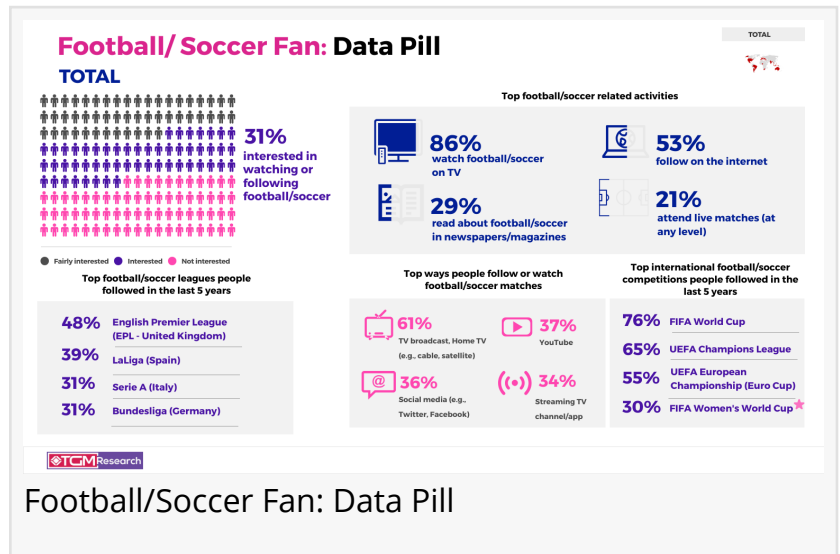 Football/ Soccer Fan: Data Pill
TOTAL
TOTAL
31%
interested in
watching or
following
football/soccer
Fairly interested
Interested
Not interested
Top football/soccer related activities
86%
watch football/soccer
on TV
53%
follow on the internet
29%
read about football/soccer
in newspapers/magazines
21%
attend live matches (at
any level)
Top football/soccer leagues people
followed in the last 5 years
48% English Premier League
(EPL - United Kingdom)
39% LaLiga (Spain)
31% Serie A (Italy)
31% Bundesliga (Germany)
Top ways people follow or watch
football/soccer matches
61%
TV broadcast, Home TV
(e.g., cable, satellite)
37%
YouTube
@
36%
Social media (e.g.,
Twitter, Facebook)
34%
Streaming TV
channel/app
Top international football/soccer
competitions people followed in the
last 5 years
76% FIFA World Cup
65% UEFA Champions League
55% UEFA European
Championship (Euro Cup)
30% FIFA Women's World Cup
TGM Research
Football/Soccer Fan: Data Pill